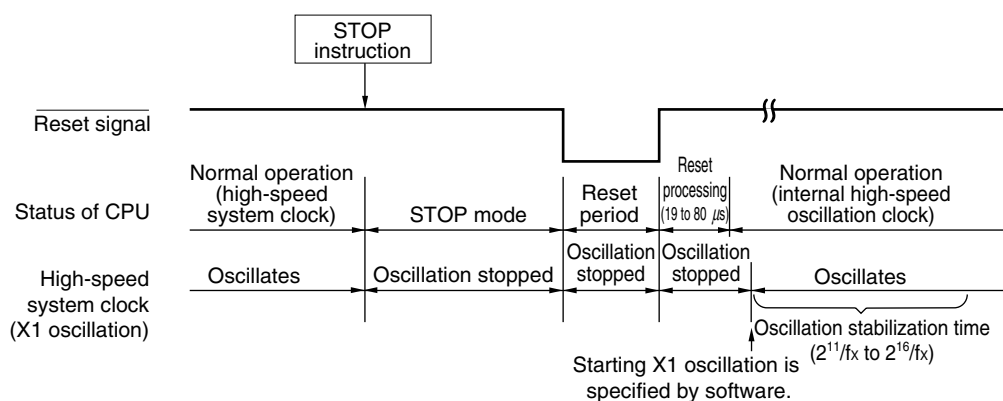 STOP
instruction
Reset signal
Status of CPU
Normal operation
(high-speed
system clock)
STOP mode
Reset
period
Reset
processing
(19 to 80 μs)
Normal operation
(internal high-speed
oscillation clock)
High-speed
system clock
(X1 oscillation)
Oscillates
Oscillation stopped
Oscillation
stopped
Oscillation
stopped
Oscillates
Oscillation stabilization time
(2¹¹/fx to 2¹⁶/fx)
Starting X1 oscillation is
specified by software.